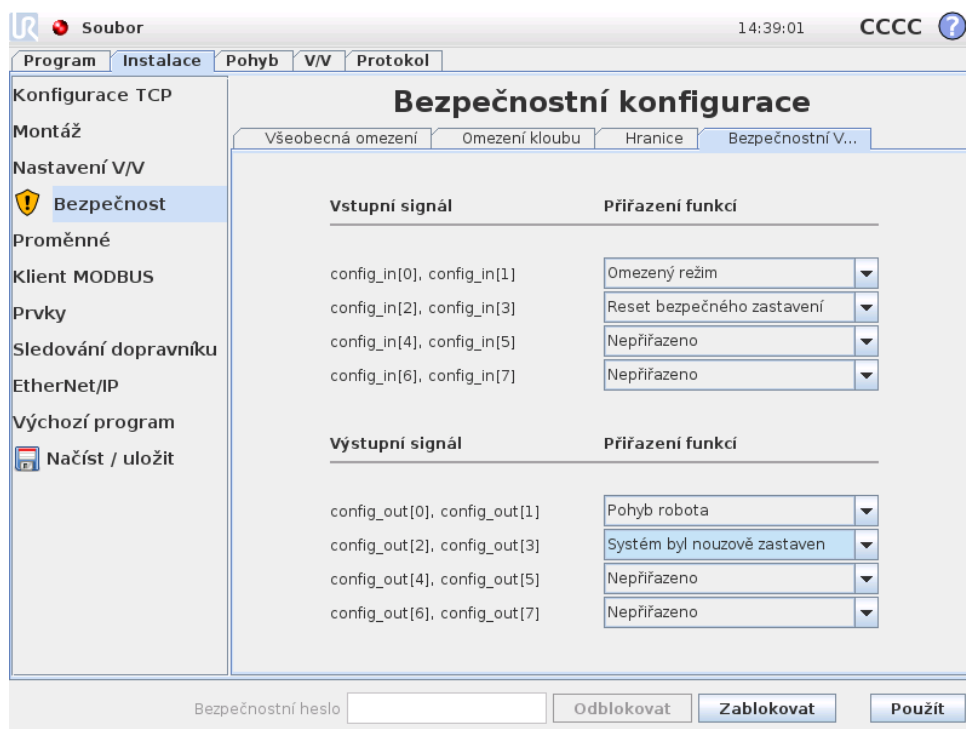 UR Soubor 14:39:01 CCCC ?
Program Instalace Pohyb V/V Protokol
Konfigurace TCP
Montáž
Nastavení V/V
Bezpečnost
Proměnné
Klient MODBUS
Prvky
Sledování dopravníku
EtherNet/IP
Výchozí program
Načíst / uložit
Bezpečnostní konfigurace
Všeobecná omezení Omezení kloubu Hranice Bezpečnostní V...
Vstupní signál Přiřazení funkcí
config_in[0], config_in[1] Omezený režim
config_in[2], config_in[3] Reset bezpečného zastavení
config_in[4], config_in[5] Nepřiřazeno
config_in[6], config_in[7] Nepřiřazeno
Výstupní signál Přiřazení funkcí
config_out[0], config_out[1] Pohyb robota
config_out[2], config_out[3] Systém byl nouzově zastaven
config_out[4], config_out[5] Nepřiřazeno
config_out[6], config_out[7] Nepřiřazeno
Bezpečnostní heslo Odblokovat Zablokovat Použít